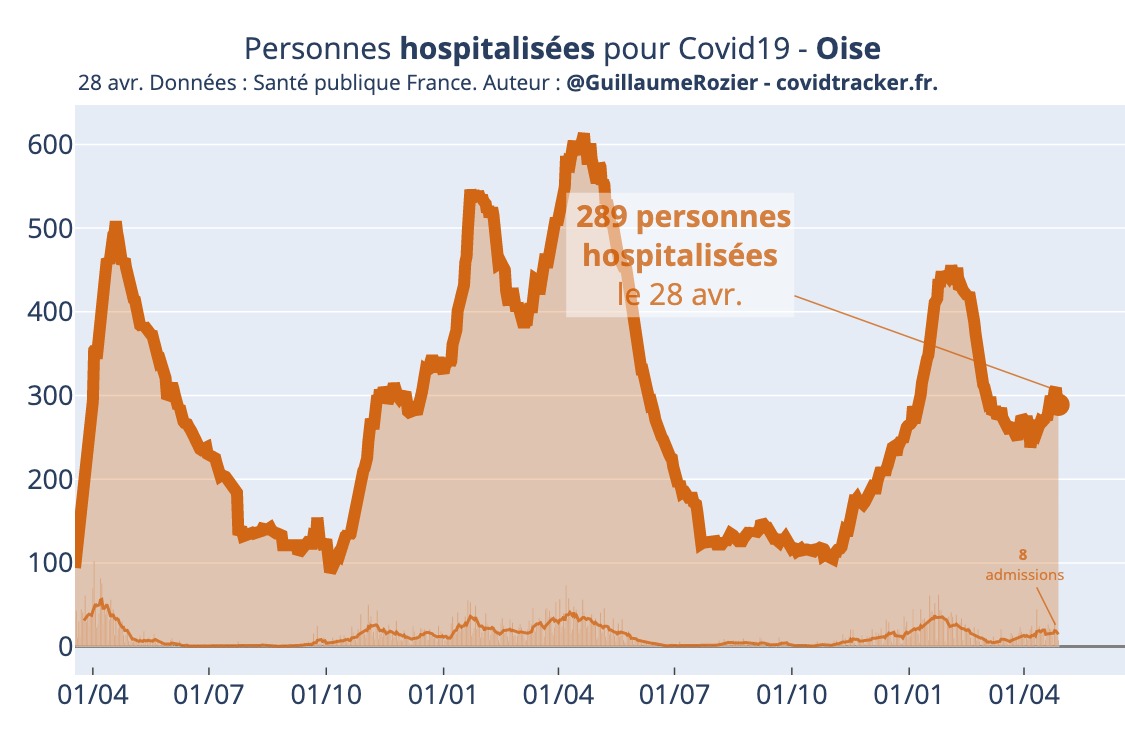 Personnes hospitalisées pour Covid19 - Oise
28 avr. Données : Santé publique France. Auteur : @GuillaumeRozier - covidtracker.fr.
600
500
400
300
200
100
0
289 personnes
hospitalisées
le 28 avr.
8
admissions
01/04
01/07
01/10
01/01
01/04
01/07
01/10
01/01
01/04